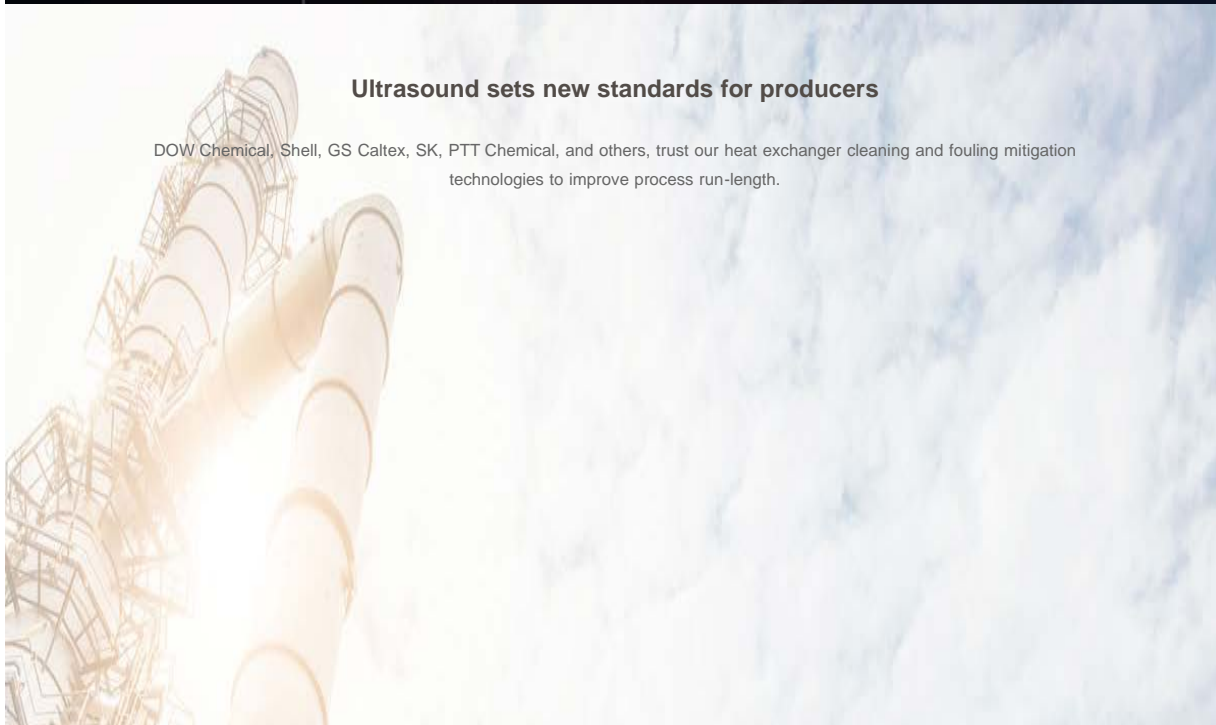 Ultrasound sets new standards for producers
DOW Chemical, Shell, GS Caltex, SK, PTT Chemical, and others, trust our heat exchanger cleaning and fouling mitigation
technologies to improve process run-length.